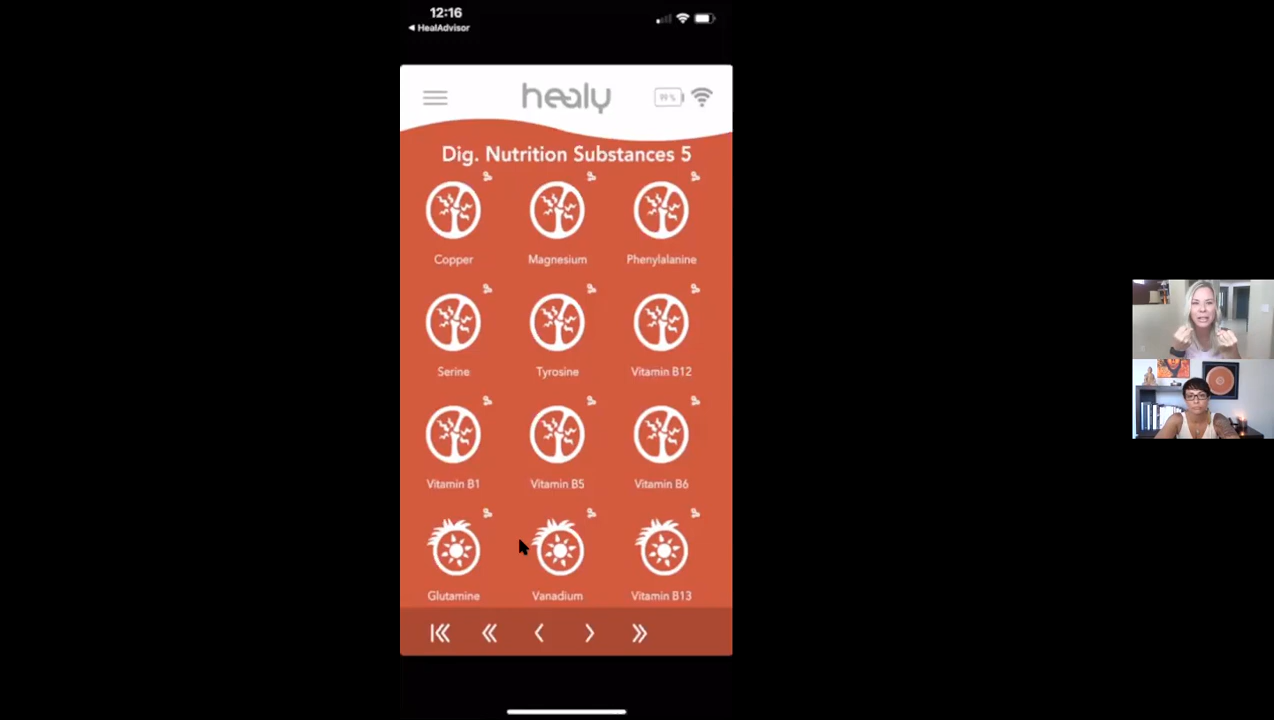 12:16
HealAdvisor
healy
99%
Dig. Nutrition Substances 5
Copper
Magnesium
Phenylalanine
Serine
Tyrosine
Vitamin B12
Vitamin B1
Vitamin B5
Vitamin B6
Glutamine
Vanadium
Vitamin B13